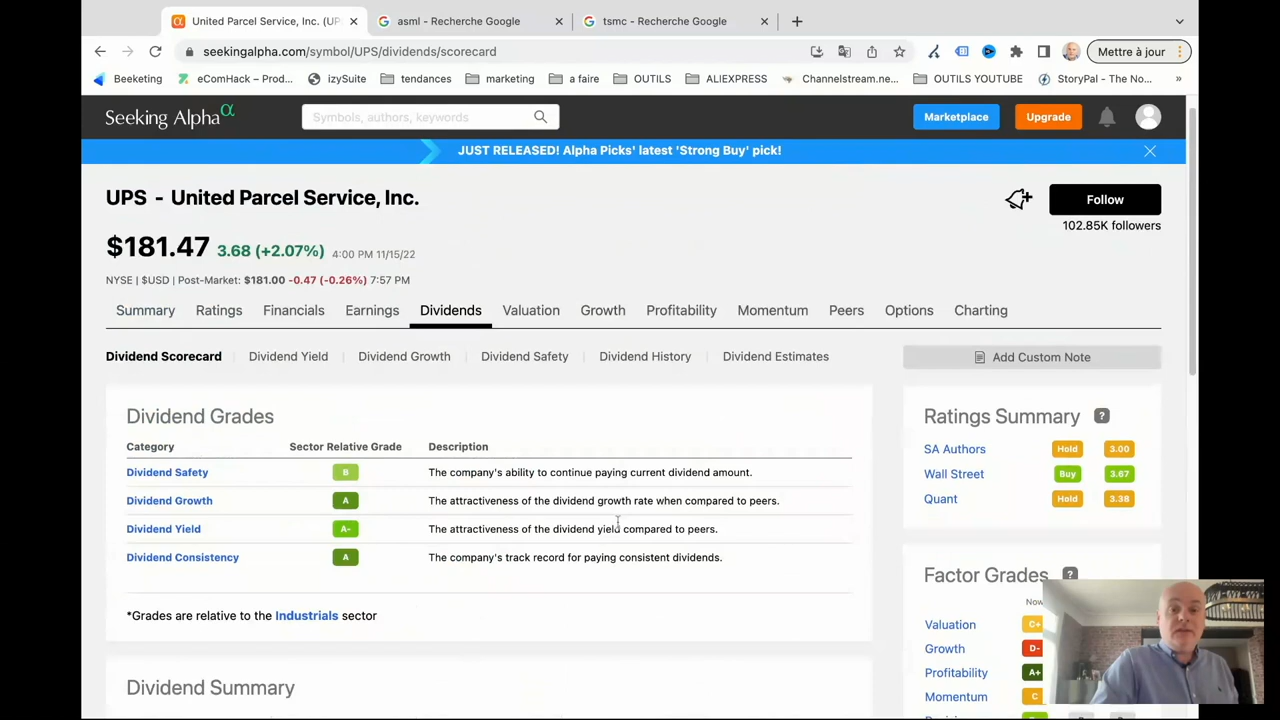 United Parcel Service, Inc. (UP
asml - Recherche Google
tsmc - Recherche Google
seekingalpha.com/symbol/UPS/dividends/scorecard
Mettre à jour
Beeketing
eComHack – Prod...
izySuite
tendances
marketing
a faire
OUTILS
ALIEXPRESS
Channelstream.ne...
OUTILS YOUTUBE
StoryPal - The No...
»
Seeking Alpha α
Symbols, authors, keywords
Marketplace
Upgrade
JUST RELEASED! Alpha Picks' latest 'Strong Buy' pick!
UPS - United Parcel Service, Inc.
Follow
102.85K followers
$181.47 3.68 (+2.07%) 4:00 PM 11/15/22
NYSE | $USD | Post-Market: $181.00 -0.47 (-0.26%) 7:57 PM
Summary Ratings Financials Earnings Dividends Valuation Growth Profitability Momentum Peers Options Charting
Dividend Scorecard Dividend Yield Dividend Growth Dividend Safety Dividend History Dividend Estimates
Add Custom Note
Dividend Grades
Category Sector Relative Grade Description
Dividend Safety B The company's ability to continue paying current dividend amount.
Dividend Growth A The attractiveness of the dividend growth rate when compared to peers.
Dividend Yield A- The attractiveness of the dividend yield compared to peers.
Dividend Consistency A The company's track record for paying consistent dividends.
*Grades are relative to the Industrials sector
Dividend Summary
Ratings Summary ?
SA Authors Hold 3.00
Wall Street Buy 3.67
Quant Hold 3.38
Factor Grades ?
Now
Valuation C+
Growth D-
Profitability A+
Momentum C